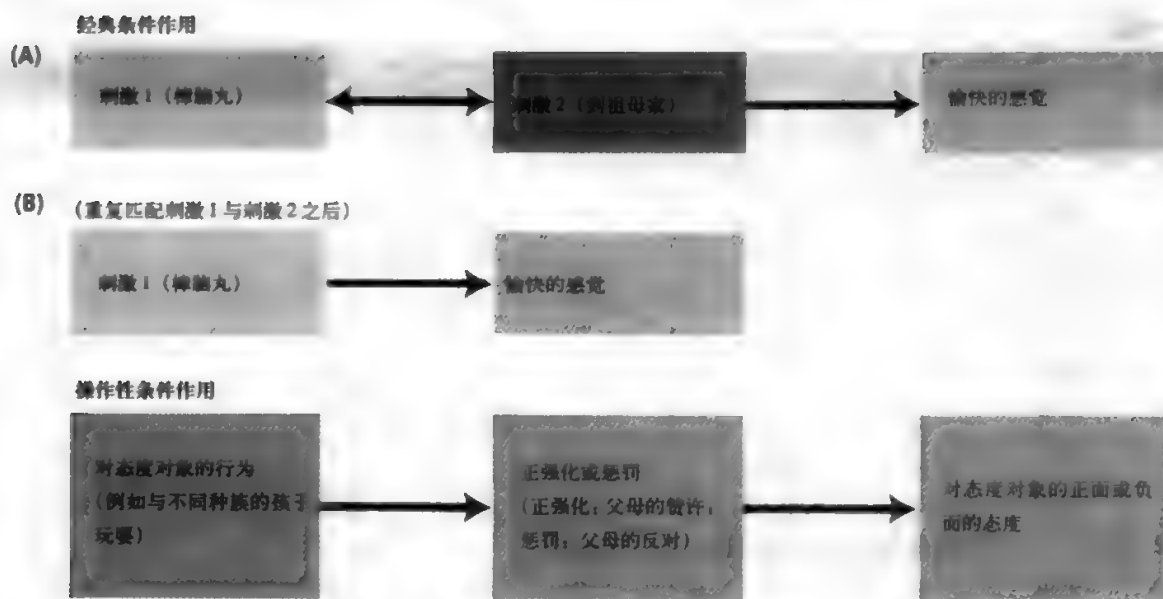 经典条件作用
(A)
刺激1（樟脑丸）
刺激2（到祖母家）
愉快的感觉
(B)
（重复匹配刺激1与刺激2之后）
刺激1（樟脑丸）
愉快的感觉
操作性条件作用
对态度对象的行为
（例如与不同种族的孩子
玩耍）
正强化或惩罚
（正强化：父母的赞许；
惩罚：父母的反对）
对态度对象的正面或负
面的态度